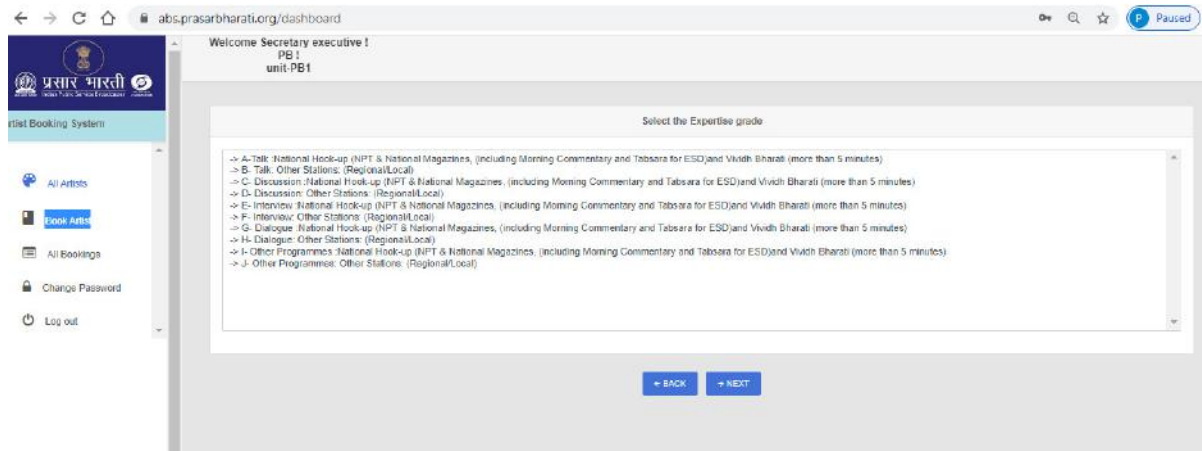 abs.prasarbharati.org/dashboard
Paused
P
Welcome Secretary executive !
PB !
unit-PB1
प्रसार भारती
India's Public Service Broadcaster
rtist Booking System
All Artists
Book Artist
All Bookings
Change Password
Log out
Select the Expertise grade
-> A-Talk :National Hook-up (NPT & National Magazines, (including Morning Commentary and Tabsara for ESD)and Vividh Bharati (more than 5 minutes)
-> B- Talk: Other Stations: (Regional/Local)
-> C- Discussion :National Hook-up (NPT & National Magazines, (including Morning Commentary and Tabsara for ESD)and Vividh Bharati (more than 5 minutes)
-> D- Discussion: Other Stations: (Regional/Local)
-> E- Interview :National Hook-up (NPT & National Magazines, (including Morning Commentary and Tabsara for ESD)and Vividh Bharati (more than 5 minutes)
-> F- Interview: Other Stations: (Regional/Local)
-> G- Dialogue :National Hook-up (NPT & National Magazines, (including Morning Commentary and Tabsara for ESD)and Vividh Bharati (more than 5 minutes)
-> H- Dialogue: Other Stations: (Regional/Local)
-> I- Other Programmes :National Hook-up (NPT & National Magazines, (including Morning Commentary and Tabsara for ESD)and Vividh Bharati (more than 5 minutes)
-> J- Other Programmes: Other Stations: (Regional/Local)
← BACK
→ NEXT